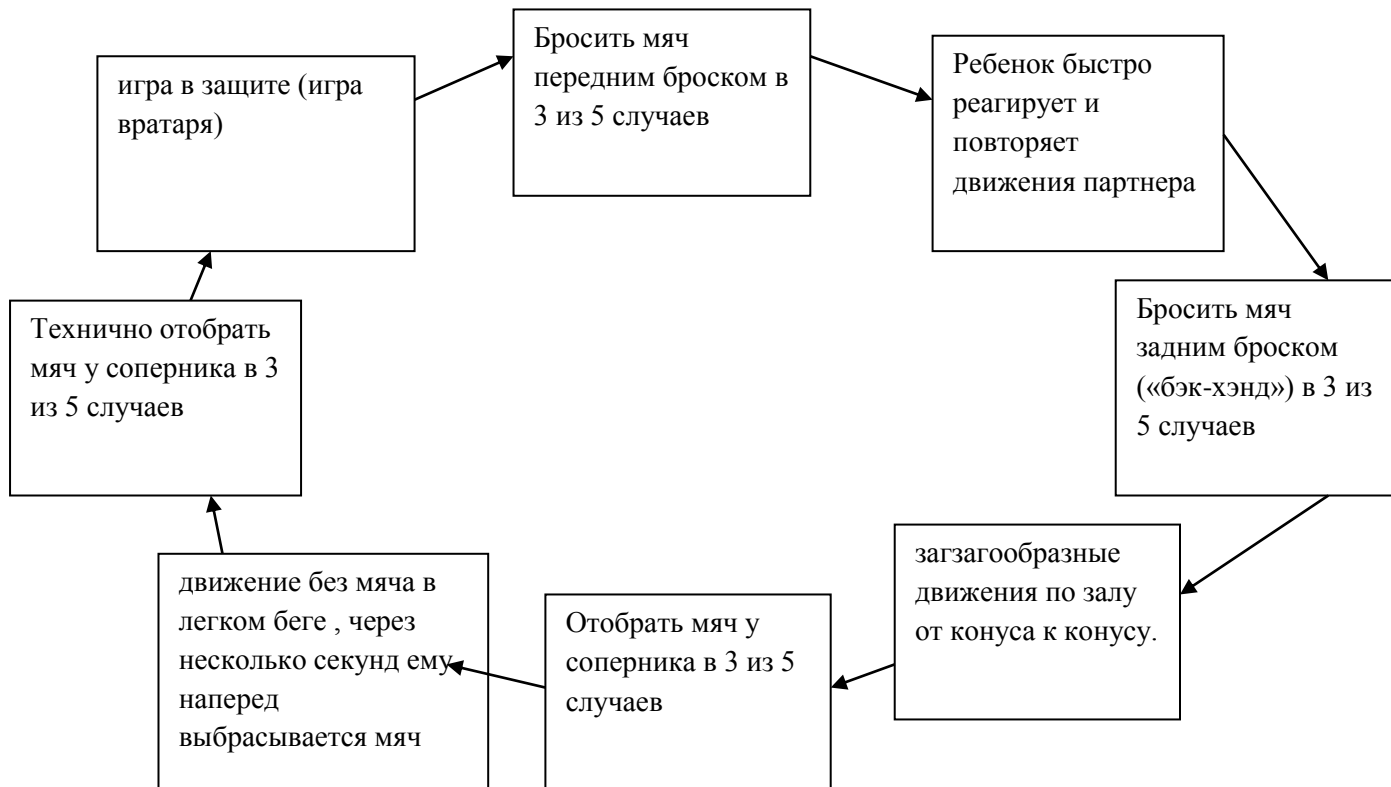 игра в защите (игра
вратаря)
Бросить мяч
передним броском в
3 из 5 случаев
Ребенок быстро
реагирует и
повторяет
движения партнера
Бросить мяч
задним броском
(«бэк-хэнд») в 3 из
5 случаев
загзагообразные
движения по залу
от конуса к конусу.
Отобрать мяч у
соперника в 3 из 5
случаев
движение без мяча в
легком беге , через
несколько секунд ему
наперед
выбрасывается мяч
Технично отобрать
мяч у соперника в 3
из 5 случаев